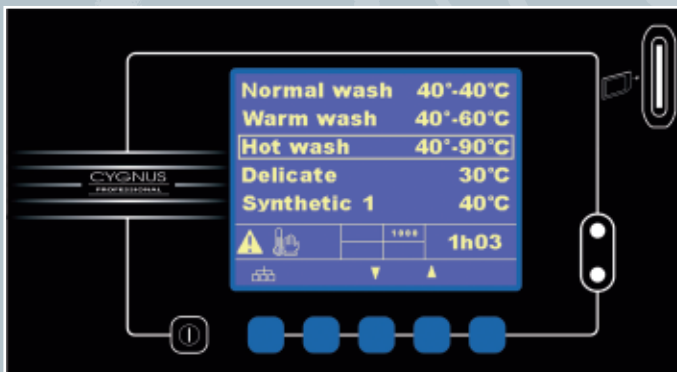 Normal wash 40°-40°C
Warm wash 40°-60°C
Hot wash 40°-90°C
Delicate 30°C
Synthetic 1 40°C
1000
1h03
CYGNUS
PROFESSIONAL